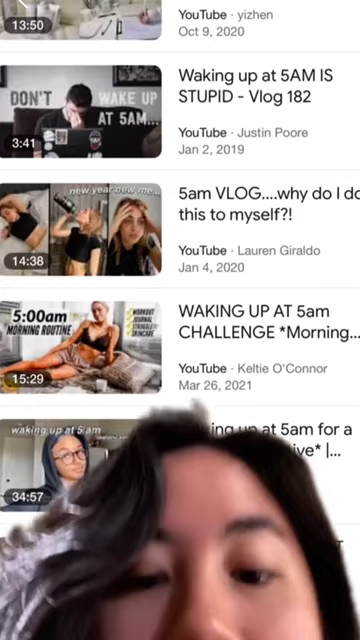 13:50
YouTube · yizhen
Oct 9, 2020
DON'T WAKE UP
AT 5AM...
3:41
Waking up at 5AM IS
STUPID - Vlog 182
YouTube · Justin Poore
Jan 2, 2019
new year new me...
14:38
5am VLOG....why do I do
this to myself?!
YouTube · Lauren Giraldo
Jan 4, 2020
5:00am
MORNING ROUTINE
WORKOUT
JOURNAL
STRUGGLE
SKINCARE
15:29
WAKING UP AT 5am
CHALLENGE *Morning...
YouTube · Keltie O'Connor
Mar 26, 2021
waking up at 5 am
34:57
ing up at 5am for a
ive* |...